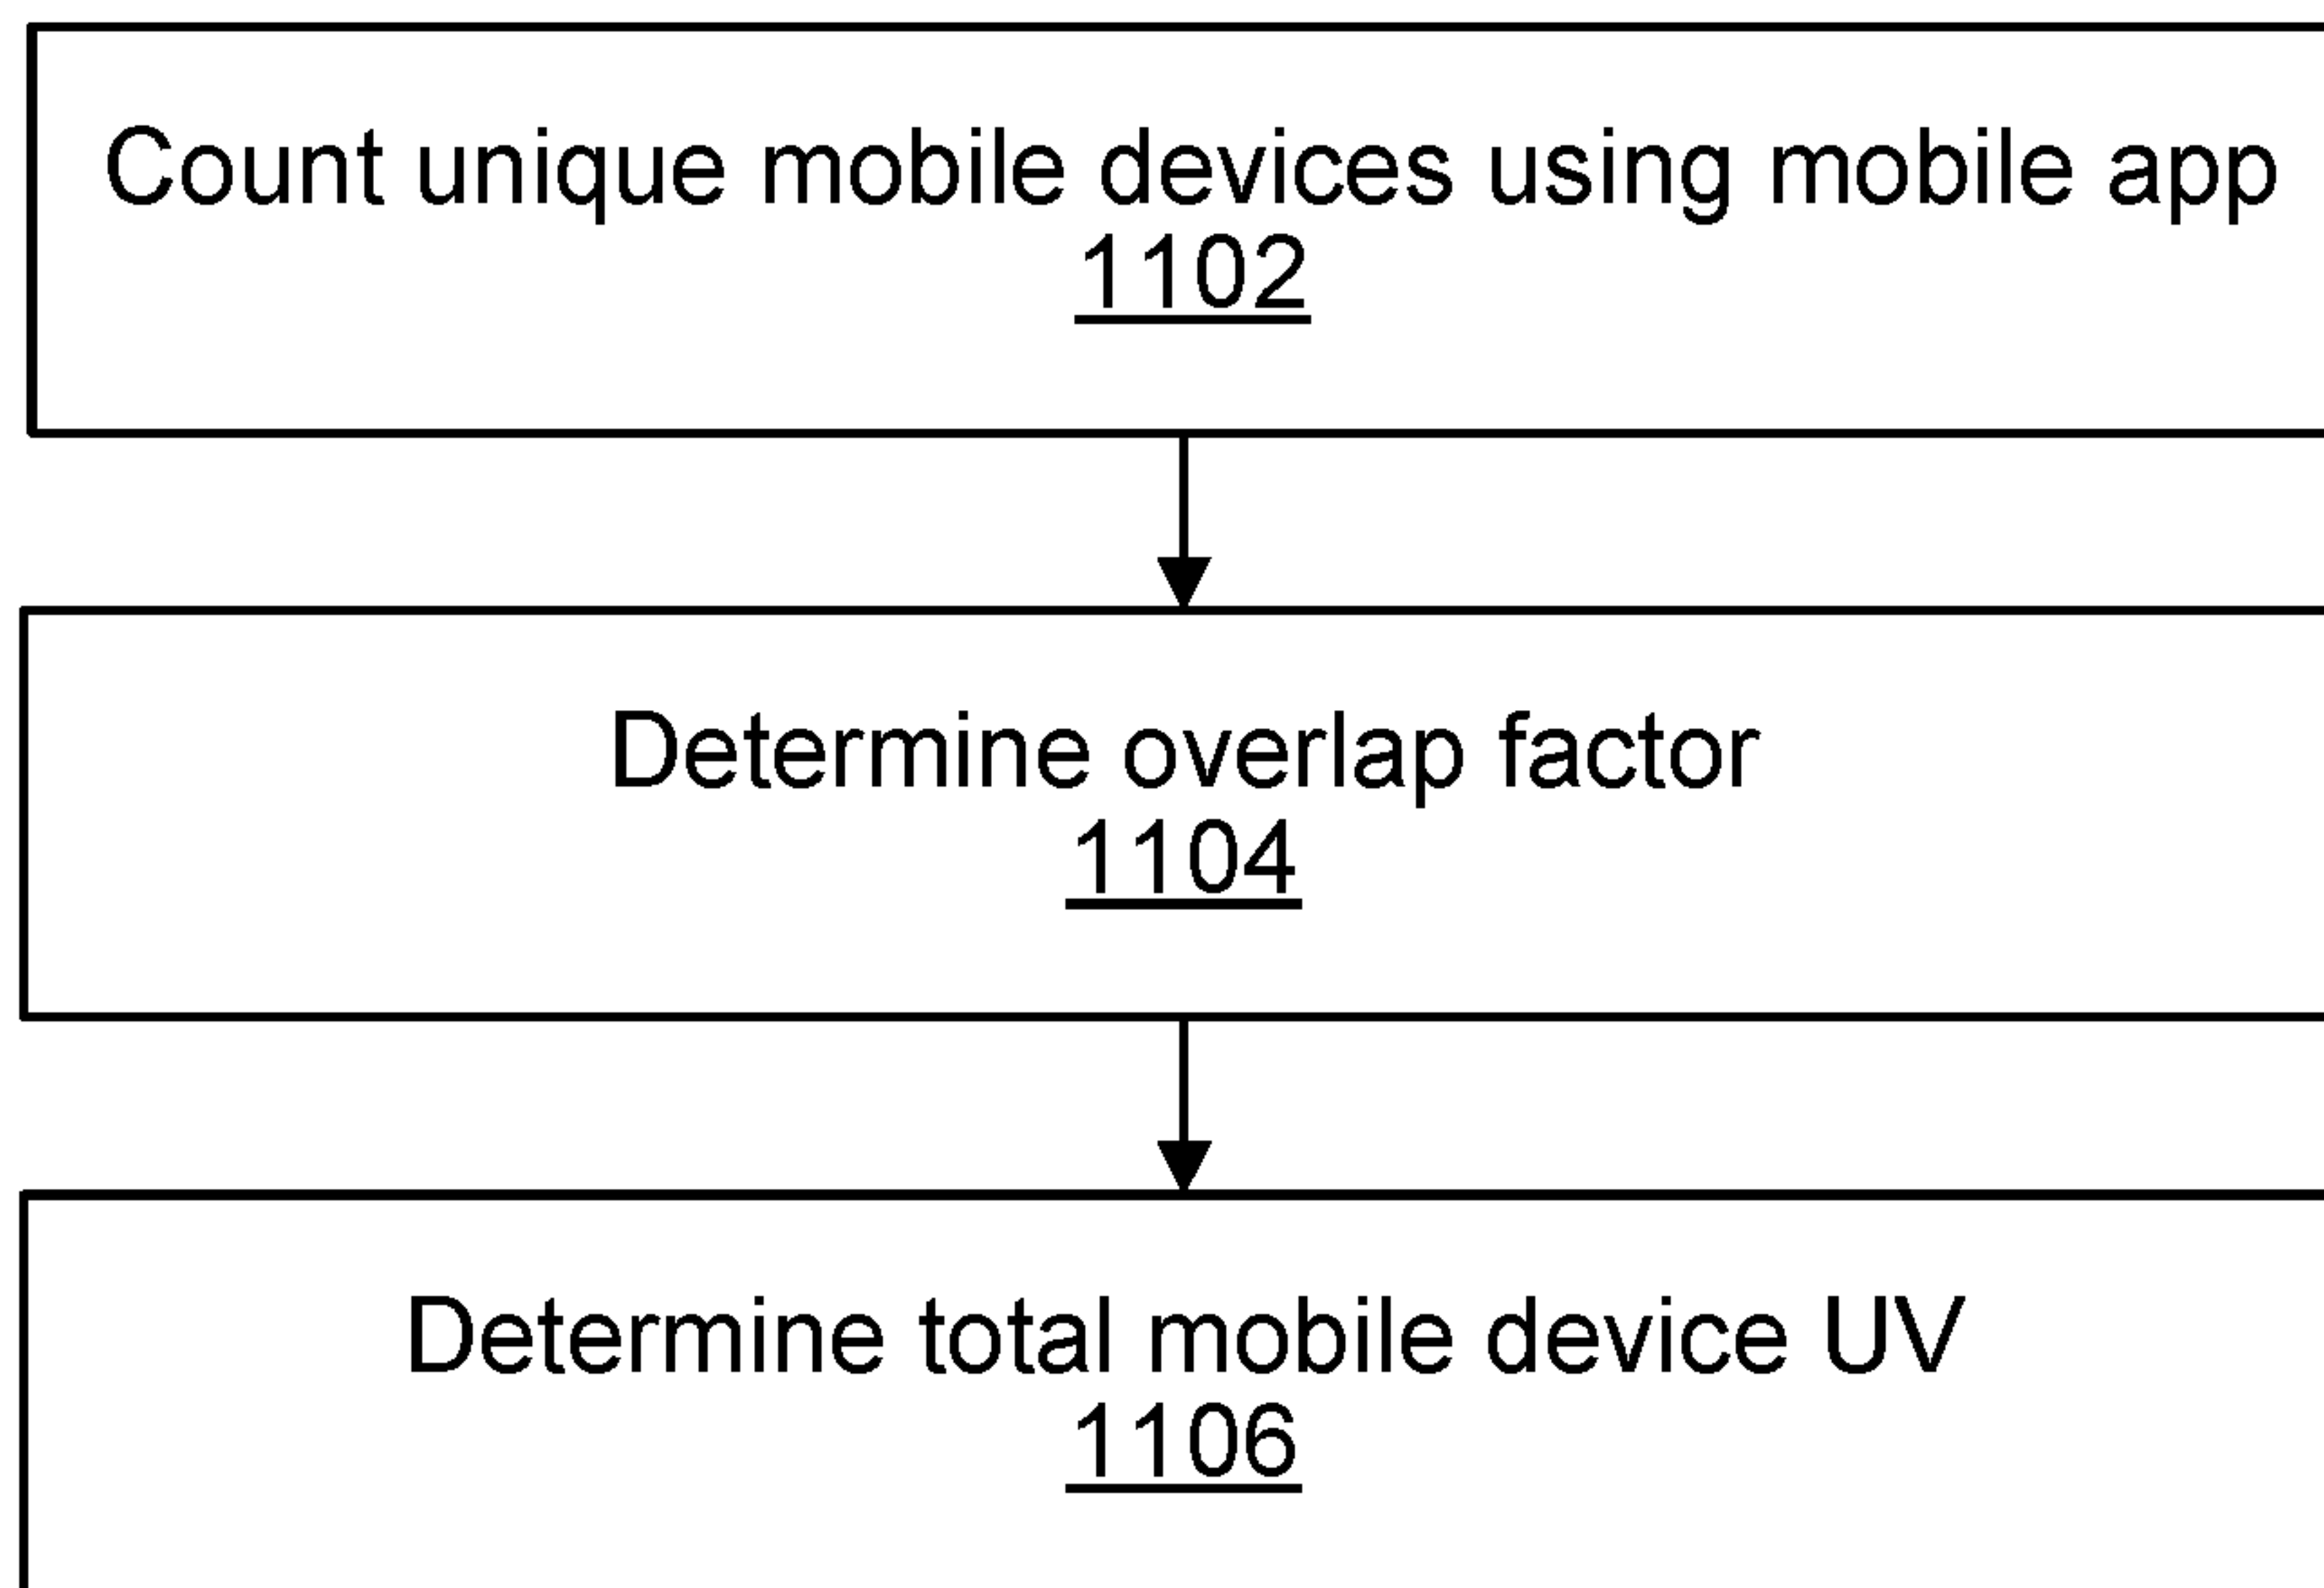 Count unique mobile devices using mobile app
1102
Determine overlap factor
1104
Determine total mobile device UV
1106